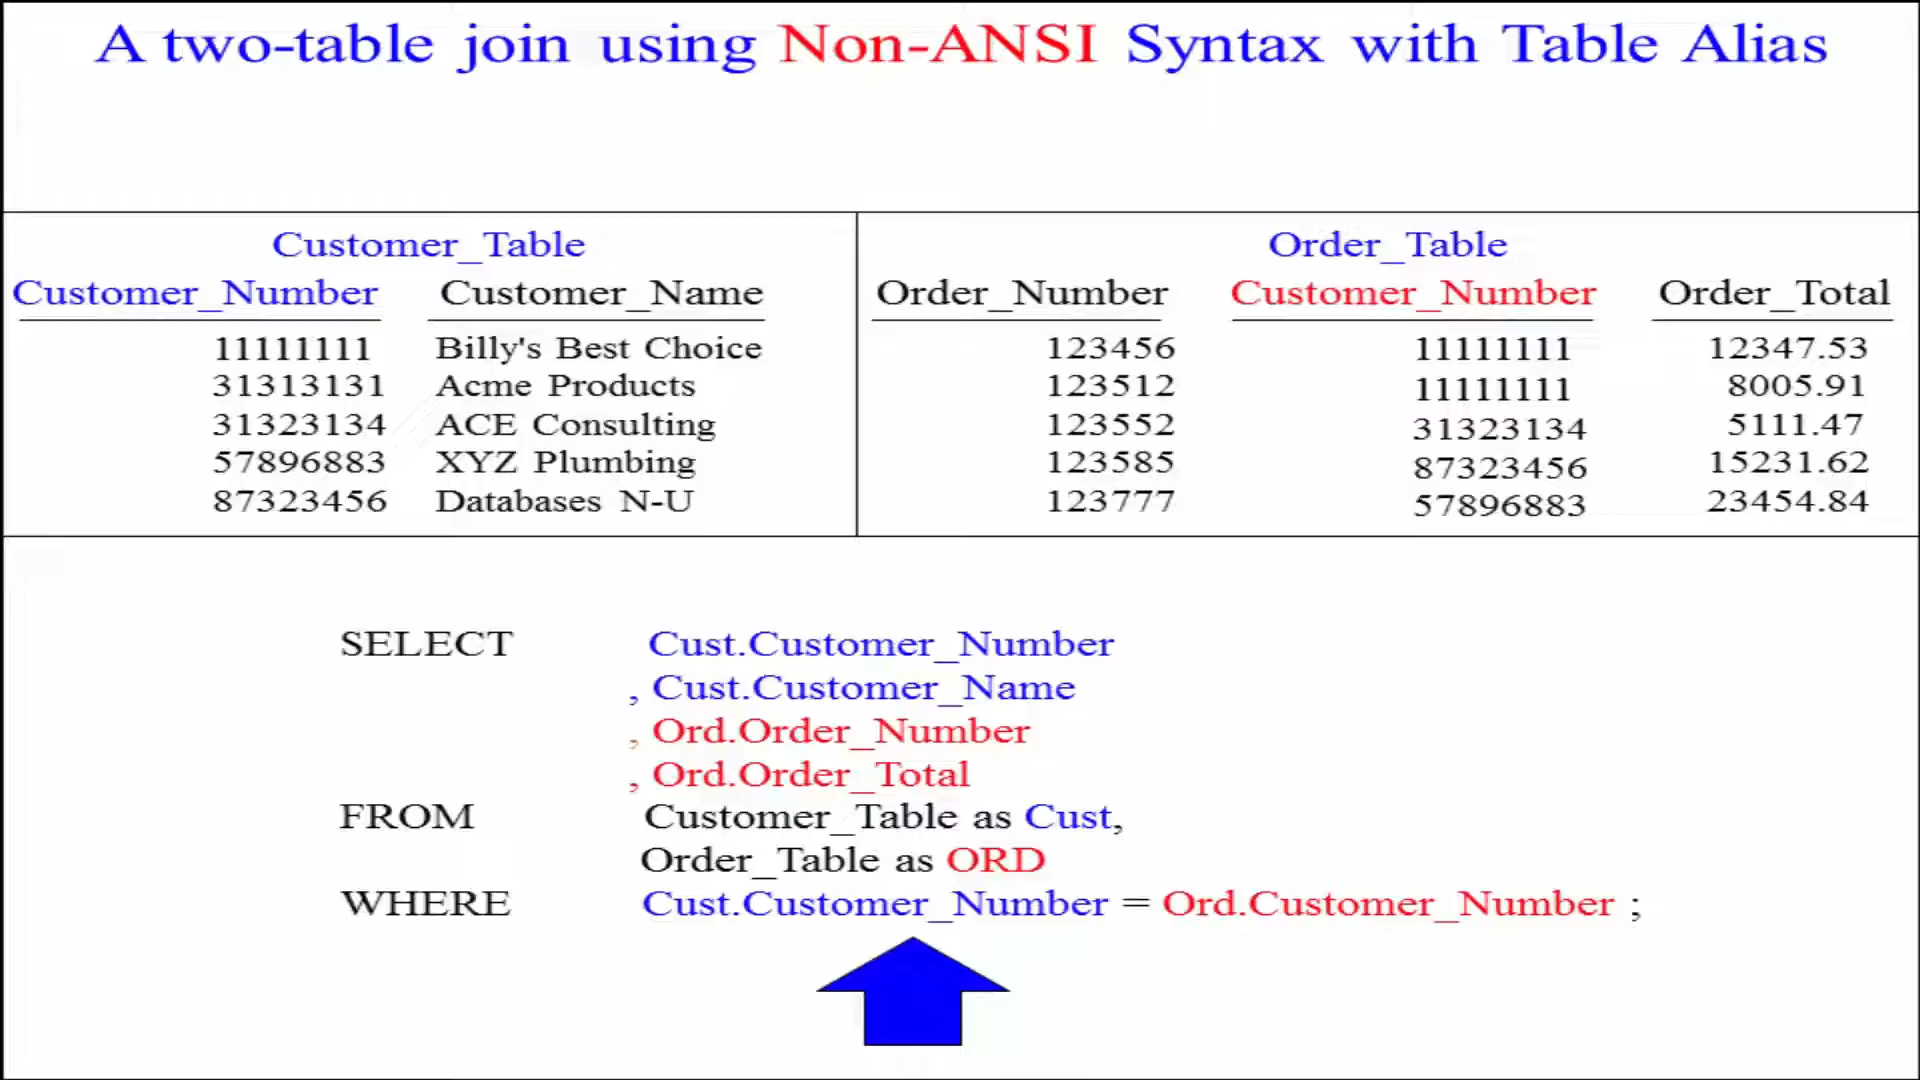 A two-table join using Non-ANSI Syntax with Table Alias
Customer_Table
Customer_Number Customer_Name
11111111 Billy's Best Choice
31313131 Acme Products
31323134 ACE Consulting
57896883 XYZ Plumbing
87323456 Databases N-U
Order_Table
Order_Number Customer_Number Order_Total
123456 11111111 12347.53
123512 11111111 8005.91
123552 31323134 5111.47
123585 87323456 15231.62
123777 57896883 23454.84
SELECT Cust.Customer_Number
, Cust.Customer_Name
, Ord.Order_Number
, Ord.Order_Total
FROM Customer_Table as Cust,
Order_Table as ORD
WHERE Cust.Customer_Number = Ord.Customer_Number ;